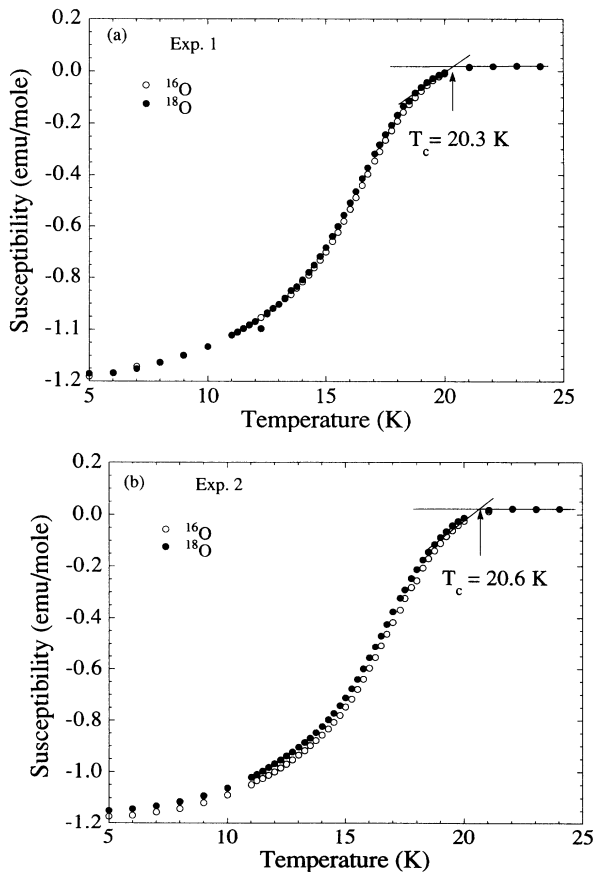 (a)
Exp. 1
○ ¹⁶O
● ¹⁸O
T_c = 20.3 K
Susceptibility (emu/mole)
0.2
0.0
-0.2
-0.4
-0.6
-0.8
-1.1
-1.2
5 10 15 20 25
Temperature (K)
(b)
Exp. 2
○ ¹⁶O
● ¹⁸O
T_c = 20.6 K
Susceptibility (emu/mole)
0.2
0.0
-0.2
-0.4
-0.6
-0.8
-1.0
-1.2
5 10 15 20 25
Temperature (K)